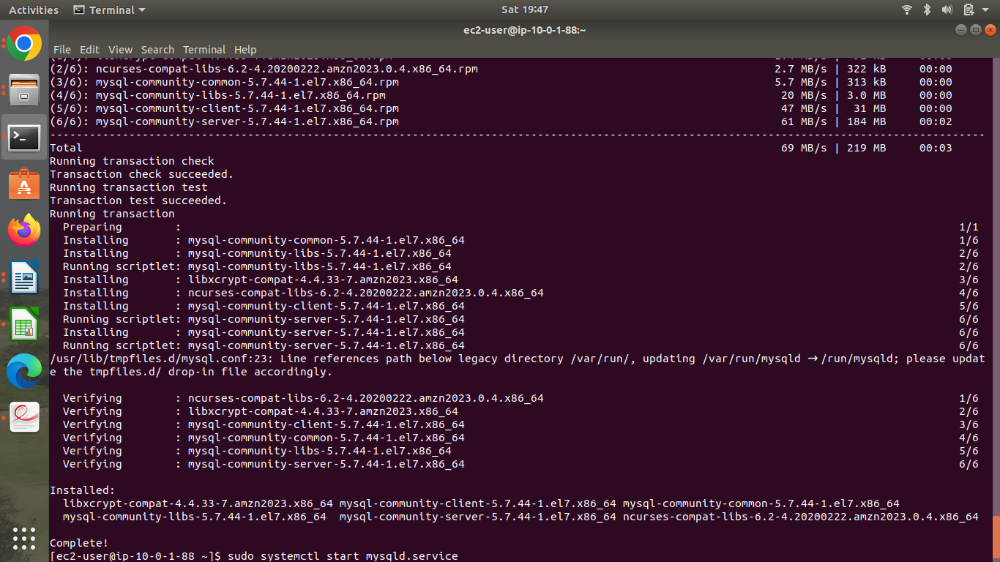 Activities Terminal Sat 19:47
ec2-user@ip-10-0-1-88:~
File Edit View Search Terminal Help
(2/6): ncurses-compat-libs-6.2-4.20200222.amzn2023.0.4.x86_64.rpm 2.7 MB/s | 322 kB 00:00
(3/6): mysql-community-common-5.7.44-1.el7.x86_64.rpm 5.7 MB/s | 313 kB 00:00
(4/6): mysql-community-libs-5.7.44-1.el7.x86_64.rpm 20 MB/s | 3.0 MB 00:00
(5/6): mysql-community-client-5.7.44-1.el7.x86_64.rpm 47 MB/s | 31 MB 00:00
(6/6): mysql-community-server-5.7.44-1.el7.x86_64.rpm 61 MB/s | 184 MB 00:02
--------------------------------------------------------------------------------------------------------------------------------------------
Total 69 MB/s | 219 MB 00:03
Running transaction check
Transaction check succeeded.
Running transaction test
Transaction test succeeded.
Running transaction
Preparing : 1/1
Installing : mysql-community-common-5.7.44-1.el7.x86_64 1/6
Installing : mysql-community-libs-5.7.44-1.el7.x86_64 2/6
Running scriptlet: mysql-community-libs-5.7.44-1.el7.x86_64 2/6
Installing : libxcrypt-compat-4.4.33-7.amzn2023.x86_64 3/6
Installing : ncurses-compat-libs-6.2-4.20200222.amzn2023.0.4.x86_64 4/6
Installing : mysql-community-client-5.7.44-1.el7.x86_64 5/6
Running scriptlet: mysql-community-server-5.7.44-1.el7.x86_64 6/6
Installing : mysql-community-server-5.7.44-1.el7.x86_64 6/6
Running scriptlet: mysql-community-server-5.7.44-1.el7.x86_64 6/6
/usr/lib/tmpfiles.d/mysql.conf:23: Line references path below legacy directory /var/run/, updating /var/run/mysqld → /run/mysqld; please updat
e the tmpfiles.d/ drop-in file accordingly.
Verifying : ncurses-compat-libs-6.2-4.20200222.amzn2023.0.4.x86_64 1/6
Verifying : libxcrypt-compat-4.4.33-7.amzn2023.x86_64 2/6
Verifying : mysql-community-client-5.7.44-1.el7.x86_64 3/6
Verifying : mysql-community-common-5.7.44-1.el7.x86_64 4/6
Verifying : mysql-community-libs-5.7.44-1.el7.x86_64 5/6
Verifying : mysql-community-server-5.7.44-1.el7.x86_64 6/6
Installed:
libxcrypt-compat-4.4.33-7.amzn2023.x86_64 mysql-community-client-5.7.44-1.el7.x86_64 mysql-community-common-5.7.44-1.el7.x86_64
mysql-community-libs-5.7.44-1.el7.x86_64 mysql-community-server-5.7.44-1.el7.x86_64 ncurses-compat-libs-6.2-4.20200222.amzn2023.0.4.x86_64
Complete!
[ec2-user@ip-10-0-1-88 ~]$ sudo systemctl start mysqld.service